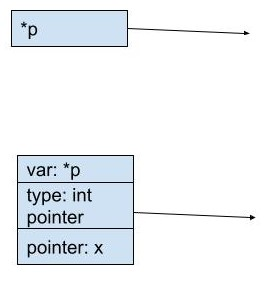 *p
var: *p
type: int
pointer
pointer: x